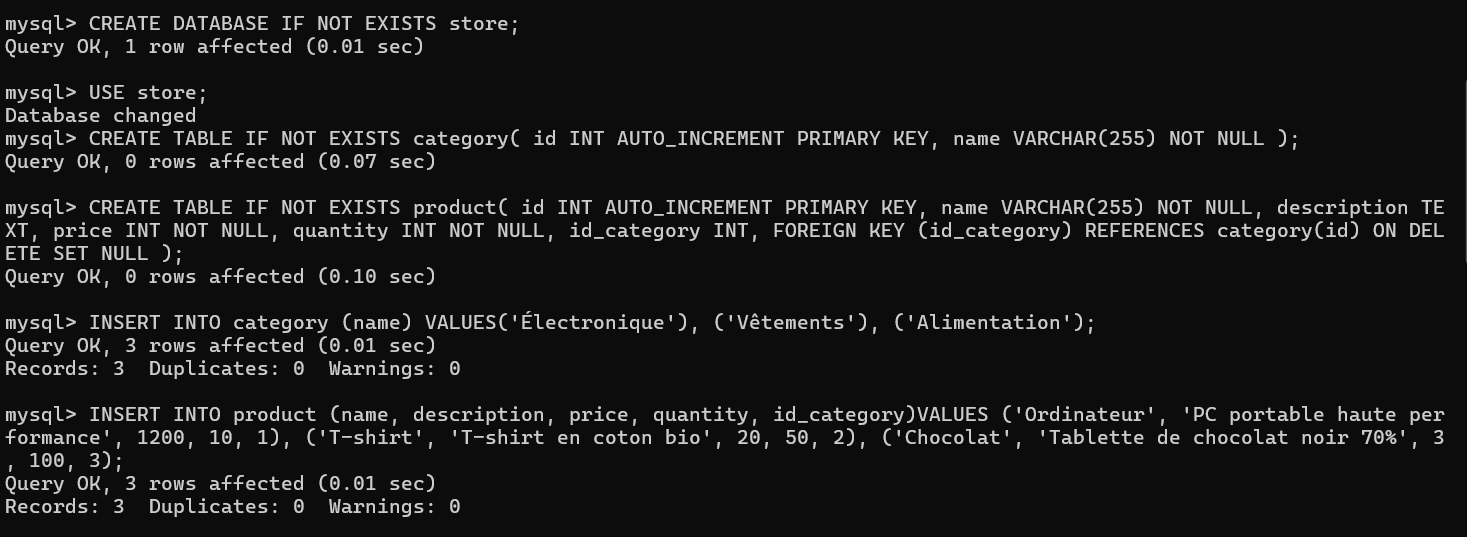 mysql> CREATE DATABASE IF NOT EXISTS store;
Query OK, 1 row affected (0.01 sec)
mysql> USE store;
Database changed
mysql> CREATE TABLE IF NOT EXISTS category( id INT AUTO_INCREMENT PRIMARY KEY, name VARCHAR(255) NOT NULL );
Query OK, 0 rows affected (0.07 sec)
mysql> CREATE TABLE IF NOT EXISTS product( id INT AUTO_INCREMENT PRIMARY KEY, name VARCHAR(255) NOT NULL, description TE
XT, price INT NOT NULL, quantity INT NOT NULL, id_category INT, FOREIGN KEY (id_category) REFERENCES category(id) ON DEL
ETE SET NULL );
Query OK, 0 rows affected (0.10 sec)
mysql> INSERT INTO category (name) VALUES('Électronique'), ('Vêtements'), ('Alimentation');
Query OK, 3 rows affected (0.01 sec)
Records: 3  Duplicates: 0  Warnings: 0
mysql> INSERT INTO product (name, description, price, quantity, id_category)VALUES ('Ordinateur', 'PC portable haute per
formance', 1200, 10, 1), ('T-shirt', 'T-shirt en coton bio', 20, 50, 2), ('Chocolat', 'Tablette de chocolat noir 70%', 3
, 100, 3);
Query OK, 3 rows affected (0.01 sec)
Records: 3  Duplicates: 0  Warnings: 0